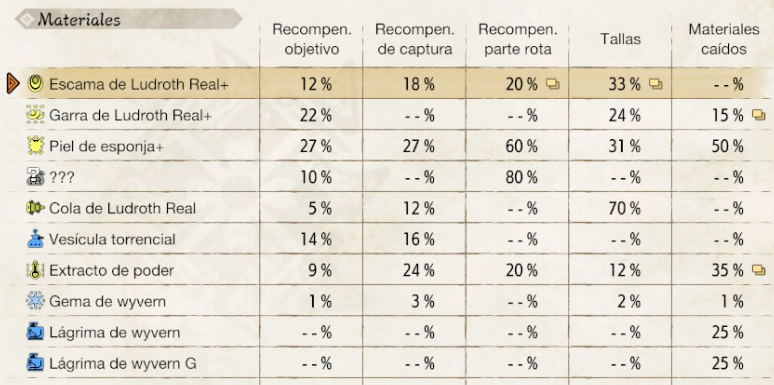 Materiales
Recompen. objetivo Recompen. de captura Recompen. parte rota Tallas Materiales caídos
Escama de Ludroth Real+ 12 % 18 % 20 % 33 % - - %
Garra de Ludroth Real+ 22 % - - % - - % 24 % 15 %
Piel de esponja+ 27 % 27 % 60 % 31 % 50 %
??? 10 % - - % 80 % - - % - - %
Cola de Ludroth Real 5 % 12 % - - % 70 % - - %
Vesícula torrencial 14 % 16 % - - % - - % - - %
Extracto de poder 9 % 24 % 20 % 12 % 35 %
Gema de wyvern 1 % 3 % - - % 2 % 1 %
Lágrima de wyvern - - % - - % - - % - - % 25 %
Lágrima de wyvern G - - % - - % - - % - - % 25 %